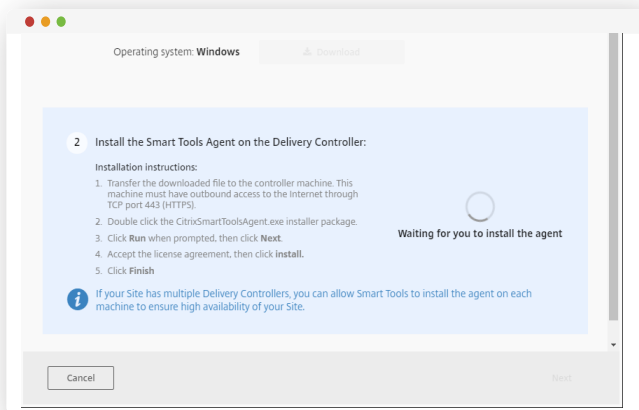 Operating system: Windows
Download
2 Install the Smart Tools Agent on the Delivery Controller:
Installation instructions:
1. Transfer the downloaded file to the controller machine. This
machine must have outbound access to the Internet through
TCP port 443 (HTTPS).
2. Double click the CitrixSmartToolsAgent.exe installer package.
3. Click Run when prompted, then click Next.
4. Accept the license agreement, then click install.
5. Click Finish
Waiting for you to install the agent
i If your Site has multiple Delivery Controllers, you can allow Smart Tools to install the agent on each
machine to ensure high availability of your Site.
Cancel
Next